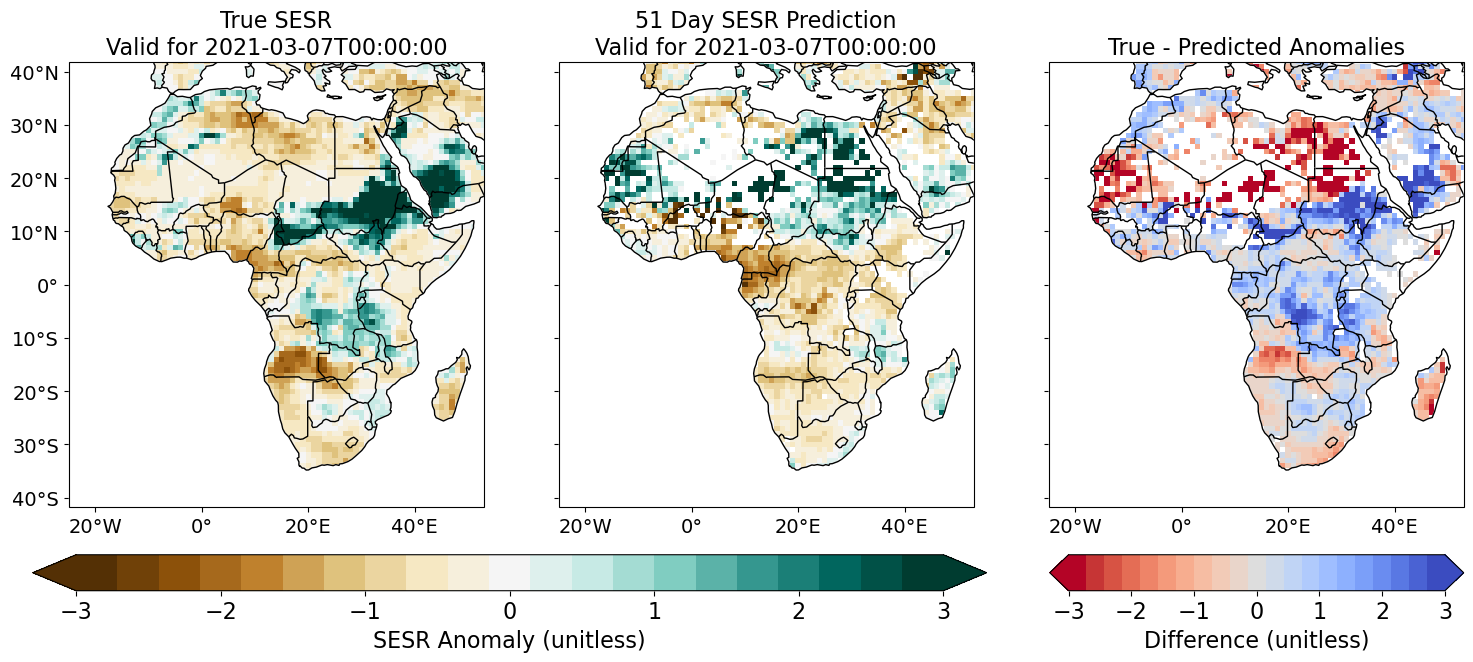 True SESR
Valid for 2021-03-07T00:00:00
51 Day SESR Prediction
Valid for 2021-03-07T00:00:00
True - Predicted Anomalies
40°N
30°N
20°N
10°N
0°
10°S
20°S
30°S
40°S
20°W 0° 20°E 40°E
20°W 0° 20°E 40°E
20°W 0° 20°E 40°E
−3 −2 −1 0 1 2 3
SESR Anomaly (unitless)
−3 −2 −1 0 1 2 3
Difference (unitless)